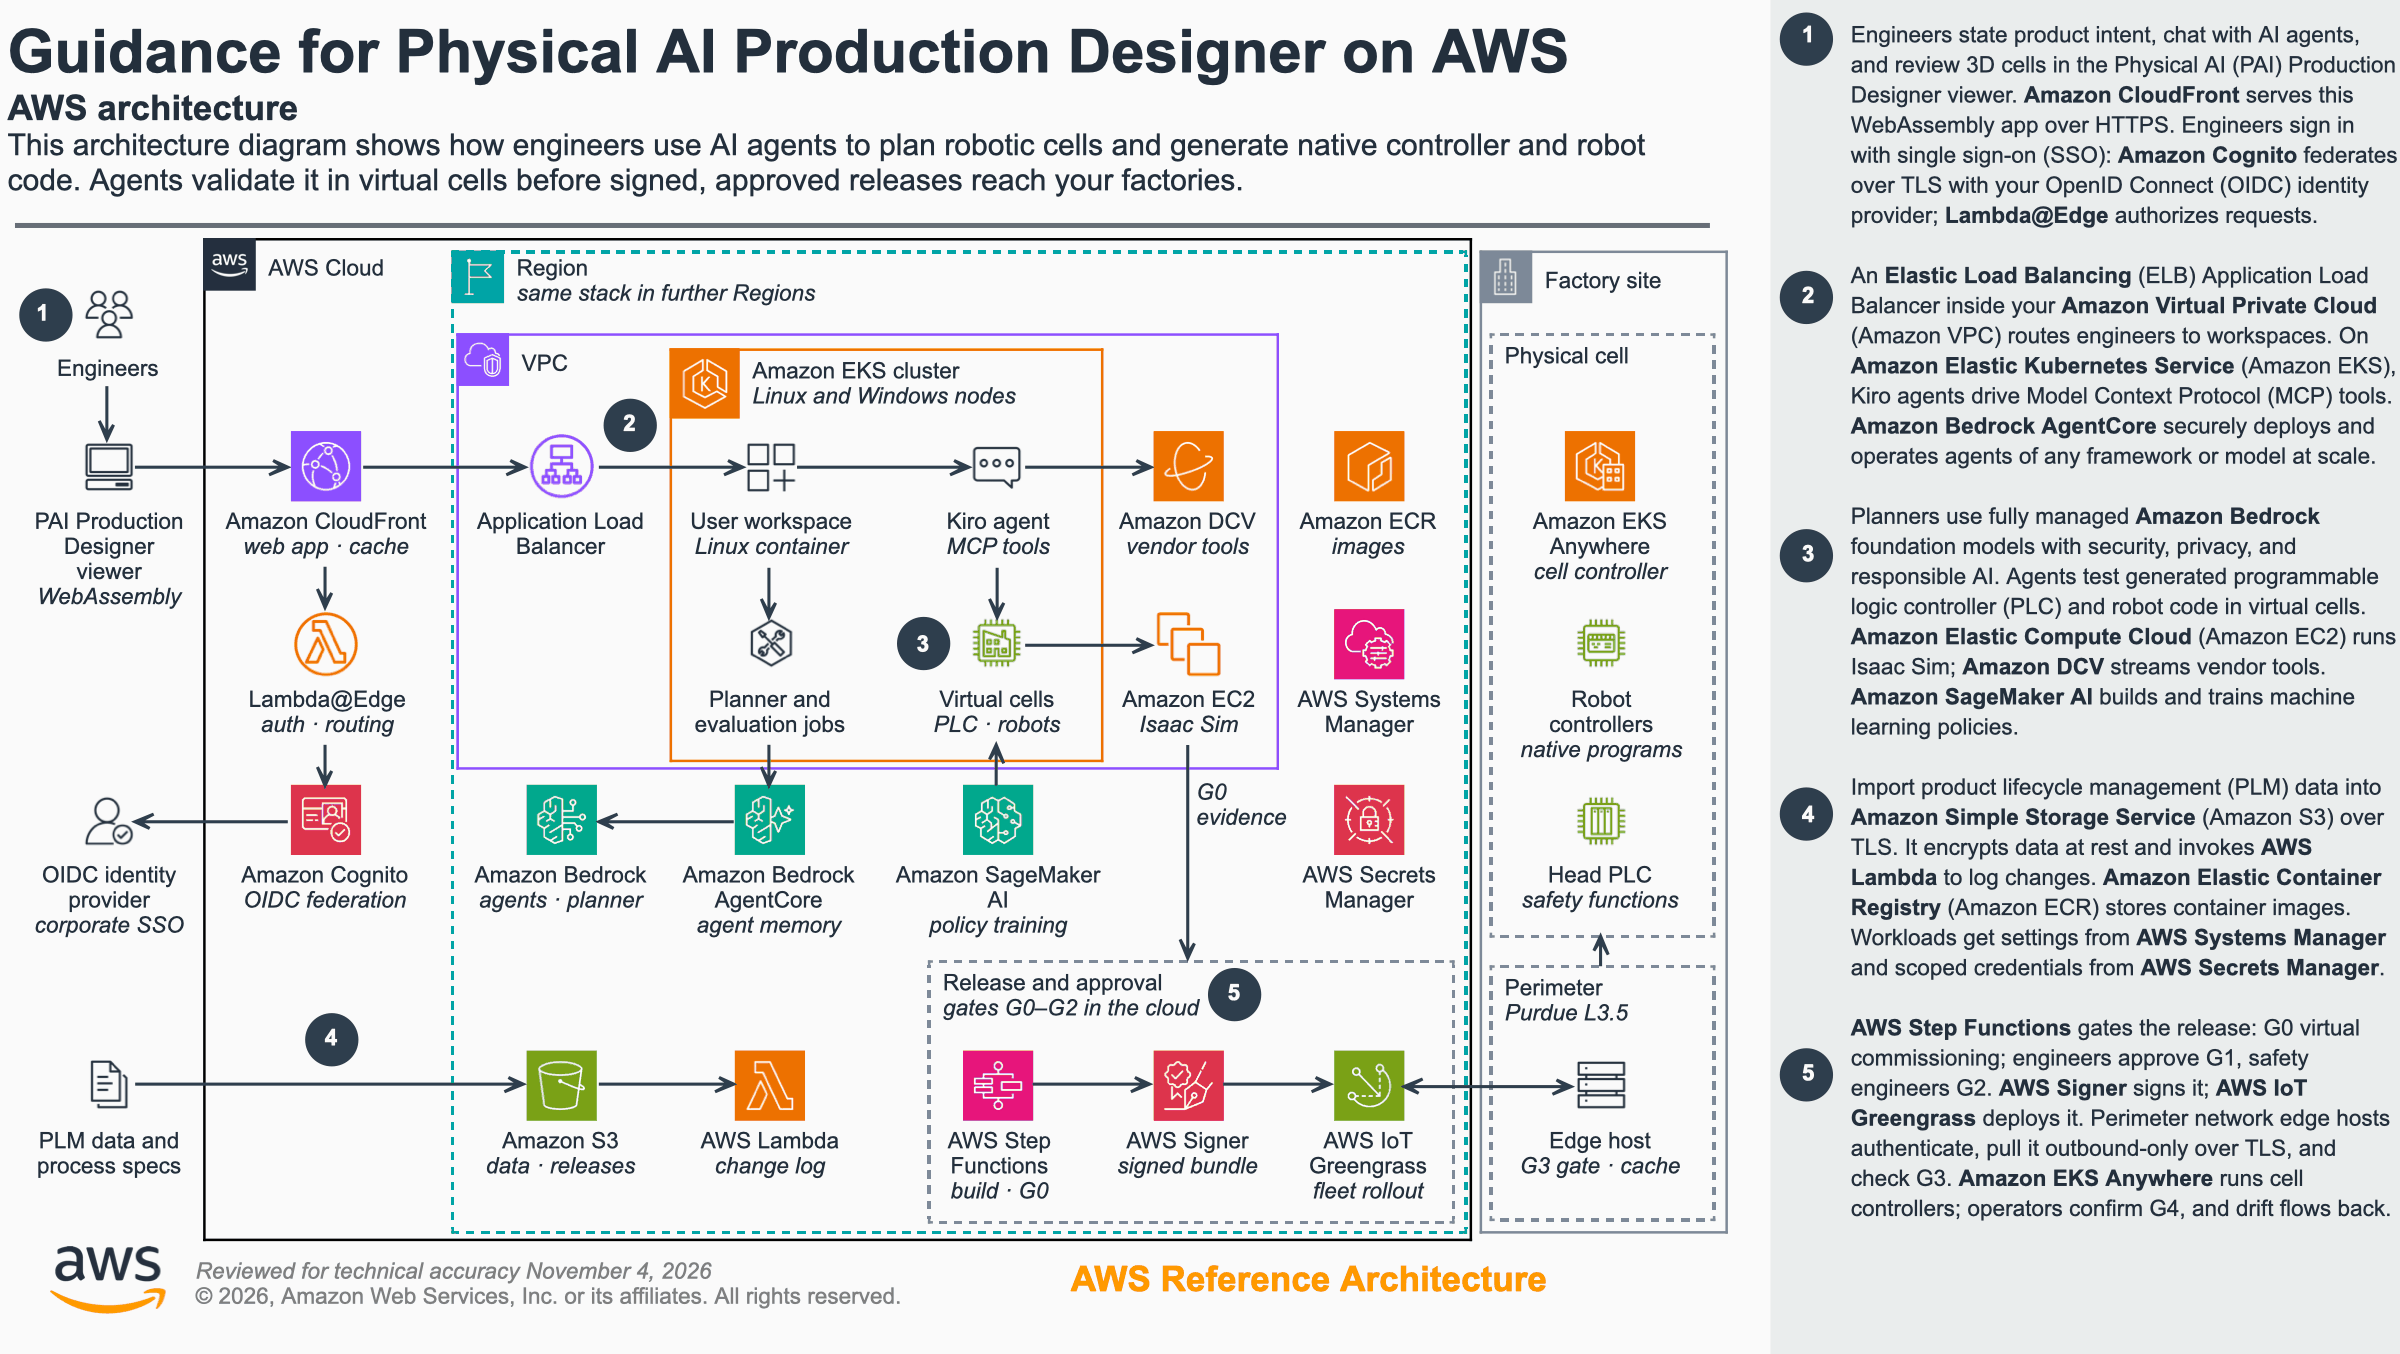 Guidance for Physical AI Production Designer on AWS
AWS architecture
This architecture diagram shows how engineers use AI agents to plan robotic cells and generate native controller and robot
code. Agents validate it in virtual cells before signed, approved releases reach your factories.
aws
AWS Cloud
Region
same stack in further Regions
Factory site
1
Engineers
VPC
Amazon EKS cluster
Linux and Windows nodes
Physical cell
2
PAI Production
Designer
viewer
WebAssembly
Amazon CloudFront
web app · cache
Application Load
Balancer
User workspace
Linux container
Kiro agent
MCP tools
Amazon DCV
vendor tools
Amazon ECR
images
Amazon EKS
Anywhere
cell controller
3
Lambda@Edge
auth · routing
Planner and
evaluation jobs
Virtual cells
PLC · robots
Amazon EC2
Isaac Sim
AWS Systems
Manager
Robot
controllers
native programs
G0
evidence
OIDC identity
provider
corporate SSO
Amazon Cognito
OIDC federation
Amazon Bedrock
agents · planner
Amazon Bedrock
AgentCore
agent memory
Amazon SageMaker
AI
policy training
AWS Secrets
Manager
Head PLC
safety functions
Release and approval
gates G0–G2 in the cloud
5
Perimeter
Purdue L3.5
4
PLM data and
process specs
Amazon S3
data · releases
AWS Lambda
change log
AWS Step
Functions
build · G0
AWS Signer
signed bundle
AWS IoT
Greengrass
fleet rollout
Edge host
G3 gate · cache
aws
Reviewed for technical accuracy November 4, 2026
© 2026, Amazon Web Services, Inc. or its affiliates. All rights reserved.
AWS Reference Architecture
1
Engineers state product intent, chat with AI agents,
and review 3D cells in the Physical AI (PAI) Production
Designer viewer. Amazon CloudFront serves this
WebAssembly app over HTTPS. Engineers sign in
with single sign-on (SSO): Amazon Cognito federates
over TLS with your OpenID Connect (OIDC) identity
provider; Lambda@Edge authorizes requests.
2
An Elastic Load Balancing (ELB) Application Load
Balancer inside your Amazon Virtual Private Cloud
(Amazon VPC) routes engineers to workspaces. On
Amazon Elastic Kubernetes Service (Amazon EKS),
Kiro agents drive Model Context Protocol (MCP) tools.
Amazon Bedrock AgentCore securely deploys and
operates agents of any framework or model at scale.
3
Planners use fully managed Amazon Bedrock
foundation models with security, privacy, and
responsible AI. Agents test generated programmable
logic controller (PLC) and robot code in virtual cells.
Amazon Elastic Compute Cloud (Amazon EC2) runs
Isaac Sim; Amazon DCV streams vendor tools.
Amazon SageMaker AI builds and trains machine
learning policies.
4
Import product lifecycle management (PLM) data into
Amazon Simple Storage Service (Amazon S3) over
TLS. It encrypts data at rest and invokes AWS
Lambda to log changes. Amazon Elastic Container
Registry (Amazon ECR) stores container images.
Workloads get settings from AWS Systems Manager
and scoped credentials from AWS Secrets Manager.
5
AWS Step Functions gates the release: G0 virtual
commissioning; engineers approve G1, safety
engineers G2. AWS Signer signs it; AWS IoT
Greengrass deploys it. Perimeter network edge hosts
authenticate, pull it outbound-only over TLS, and
check G3. Amazon EKS Anywhere runs cell
controllers; operators confirm G4, and drift flows back.